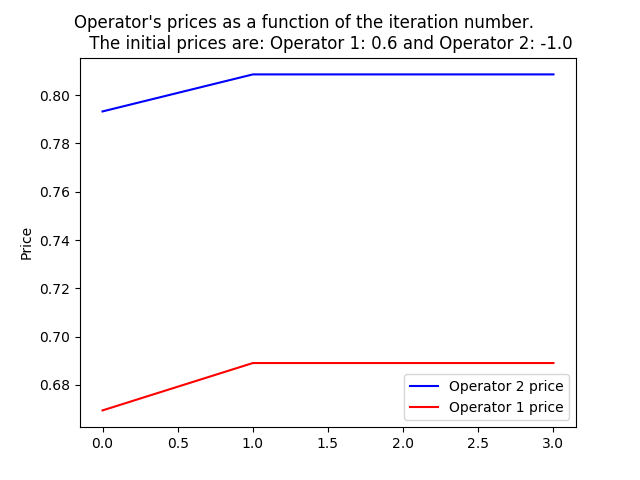 Operator's prices as a function of the iteration number.
The initial prices are: Operator 1: 0.6 and Operator 2: -1.0
0.80
0.78
0.76
0.74
0.72
0.70
0.68
Price
Operator 2 price
Operator 1 price
0.0 0.5 1.0 1.5 2.0 2.5 3.0